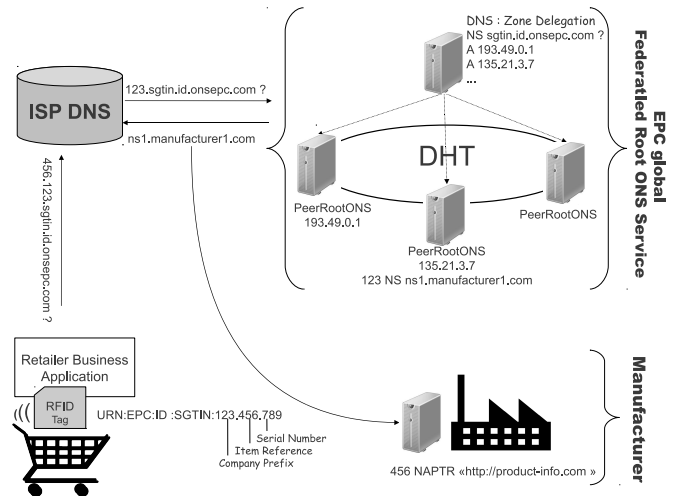 DNS : Zone Delegation
NS sgtin.id.onsepc.com ?
A 193.49.0.1
A 135.21.3.7
...
123.sgtin.id.onsepc.com ?
ISP DNS
ns1.manufacturer1.com
DHT
PeerRootONS
193.49.0.1
PeerRootONS
135.21.3.7
123 NS ns1.manufacturer1.com
PeerRootONS
EPC global
Federatled Root ONS Service
456.123.sgtin.id.onsepc.com ?
Retailer Business
Application
RFID
Tag
URN:EPC:ID :SGTIN:123.456.789
Serial Number
Item Reference
Company Prefix
456 NAPTR «http://product-info.com »
Manufacturer